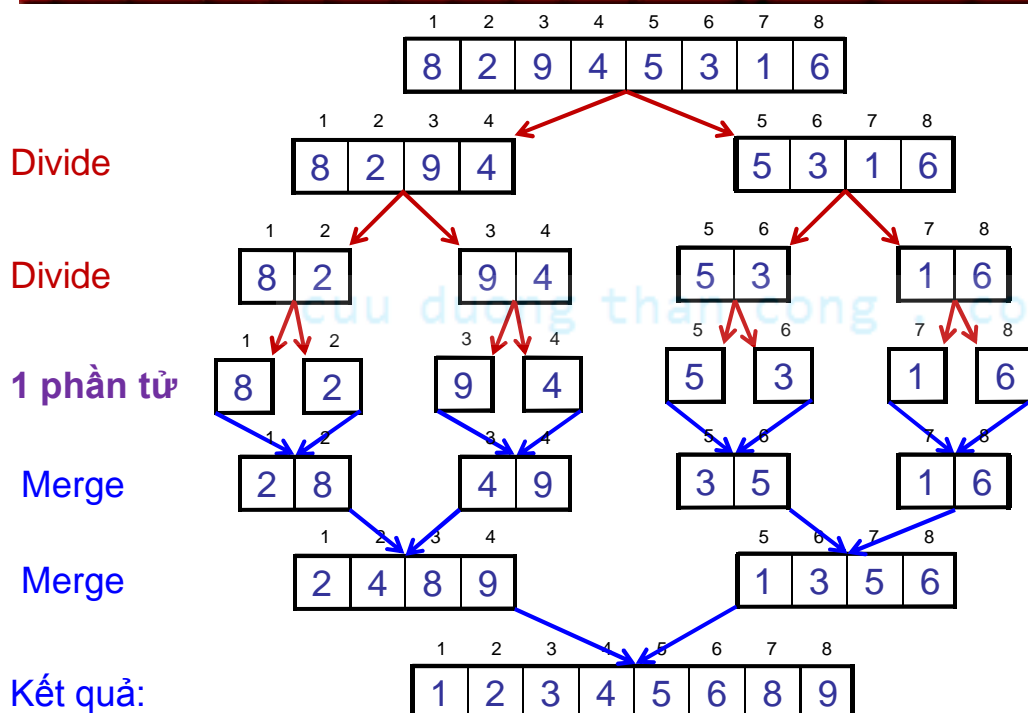 1 2 3 4 5 6 7 8
8 2 9 4 5 3 1 6
1 2 3 4 5 6 7 8
Divide 8 2 9 4 5 3 1 6
1 2 3 4 5 6 7 8
Divide 8 2 9 4 5 3 1 6
cuu duong than cong . co
1 2 3 4 5 6 7 8
1 phần tử 8 2 9 4 5 3 1 6
1 2 3 4 5 6 7 8
Merge 2 8 4 9 3 5 1 6
1 2 3 4 5 6 7 8
Merge 2 4 8 9 1 3 5 6
1 2 3 4 5 6 7 8
Kết quả: 1 2 3 4 5 6 8 9